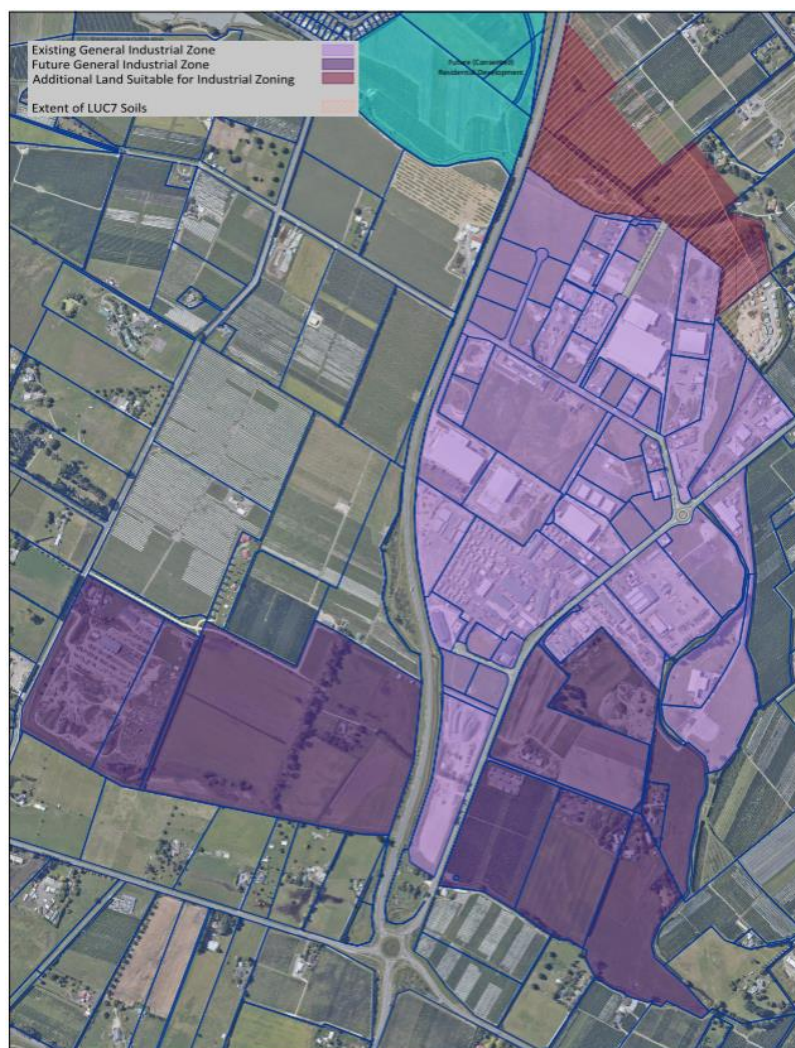 Existing General Industrial Zone
Future General Industrial Zone
Additional Land Suitable for Industrial Zoning
Extent of LUC7 Soils
Future (Consented)
Residential Development